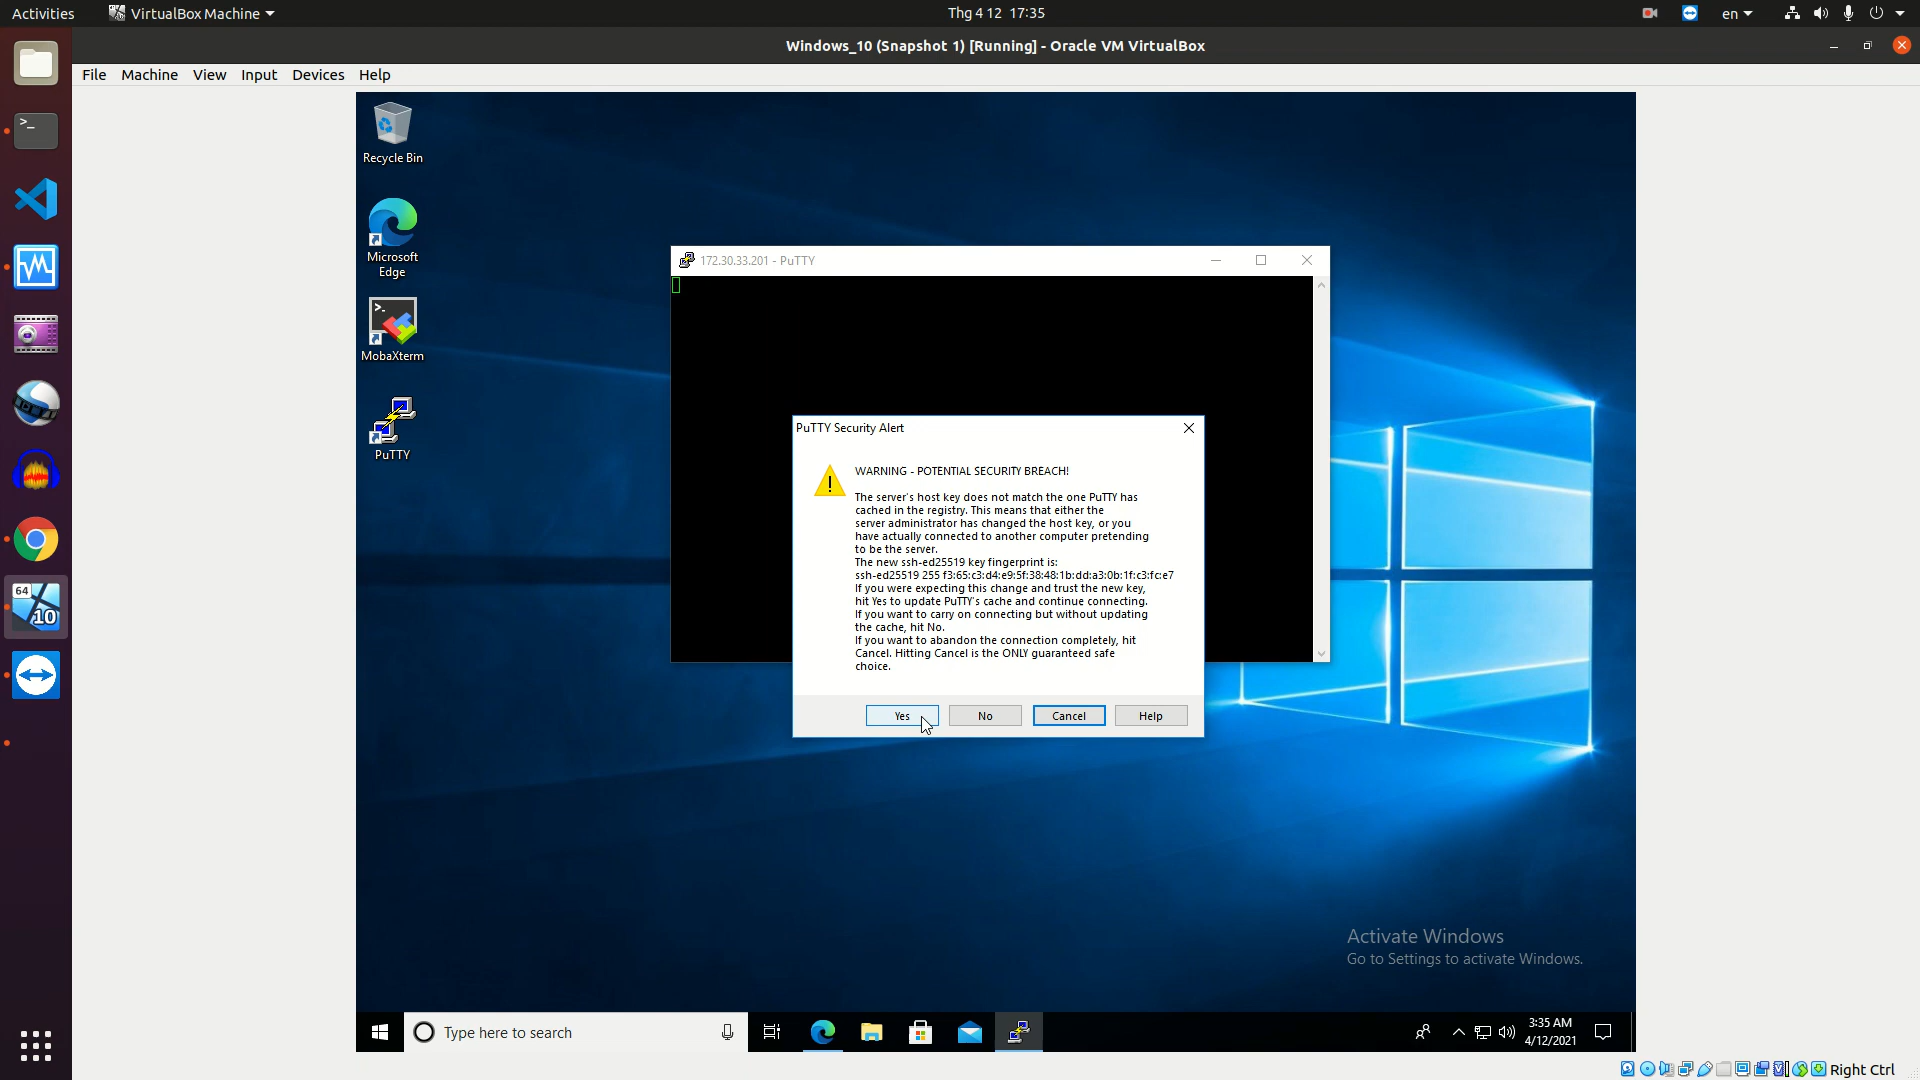 Activities
VirtualBox Machine
Thg 4 12 17:35
en
Windows_10 (Snapshot 1) [Running] - Oracle VM VirtualBox
File Machine View Input Devices Help
Recycle Bin
Microsoft
Edge
MobaXterm
PuTTY
172.30.33.201 - PuTTY
PuTTY Security Alert
WARNING - POTENTIAL SECURITY BREACH!
The server's host key does not match the one PuTTY has
cached in the registry. This means that either the
server administrator has changed the host key, or you
have actually connected to another computer pretending
to be the server.
The new ssh-ed25519 key fingerprint is:
ssh-ed25519 255 f3:65:c3:d4:e9:5f:38:48:1b:dd:a3:0b:1f:c3:fc:e7
If you were expecting this change and trust the new key,
hit Yes to update PuTTY's cache and continue connecting.
If you want to carry on connecting but without updating
the cache, hit No.
If you want to abandon the connection completely, hit
Cancel. Hitting Cancel is the ONLY guaranteed safe
choice.
Yes No Cancel Help
64
10
Activate Windows
Go to Settings to activate Windows.
Type here to search
3:35 AM
4/12/2021
Right Ctrl